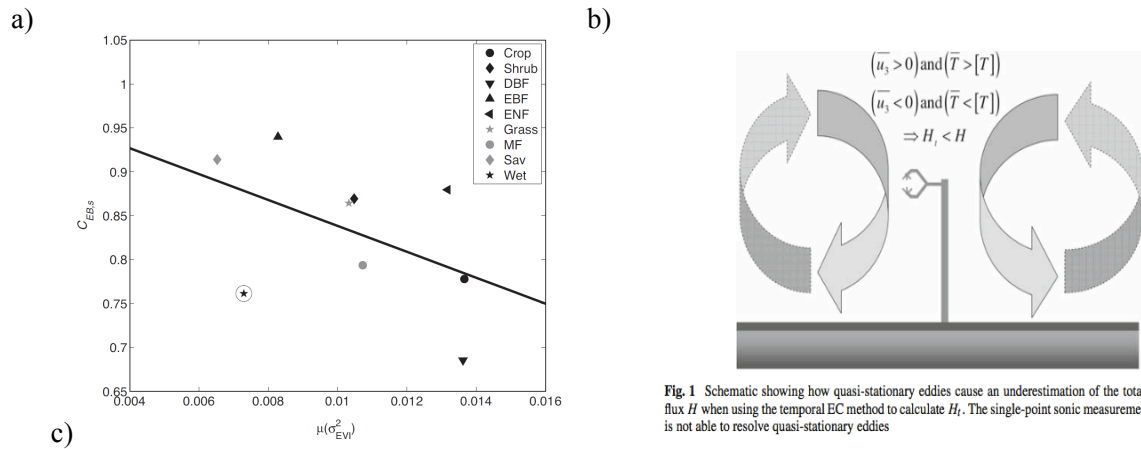 a)
b)
1.05
1
0.95
0.9
0.85
0.8
0.75
0.7
0.65
C_{EB,s}
Crop
Shrub
DBF
EBF
ENF
Grass
MF
Sav
Wet
0.004 0.006 0.008 0.01 0.012 0.014 0.016
μ(σ²_{EVI})
(u̅₃ > 0) and (T̅ > [T])
(u̅₃ < 0) and (T̅ < [T])
⇒ H_t < H
Fig. 1 Schematic showing how quasi-stationary eddies cause an underestimation of the tota
flux H when using the temporal EC method to calculate H_t. The single-point sonic measureme
is not able to resolve quasi-stationary eddies
c)